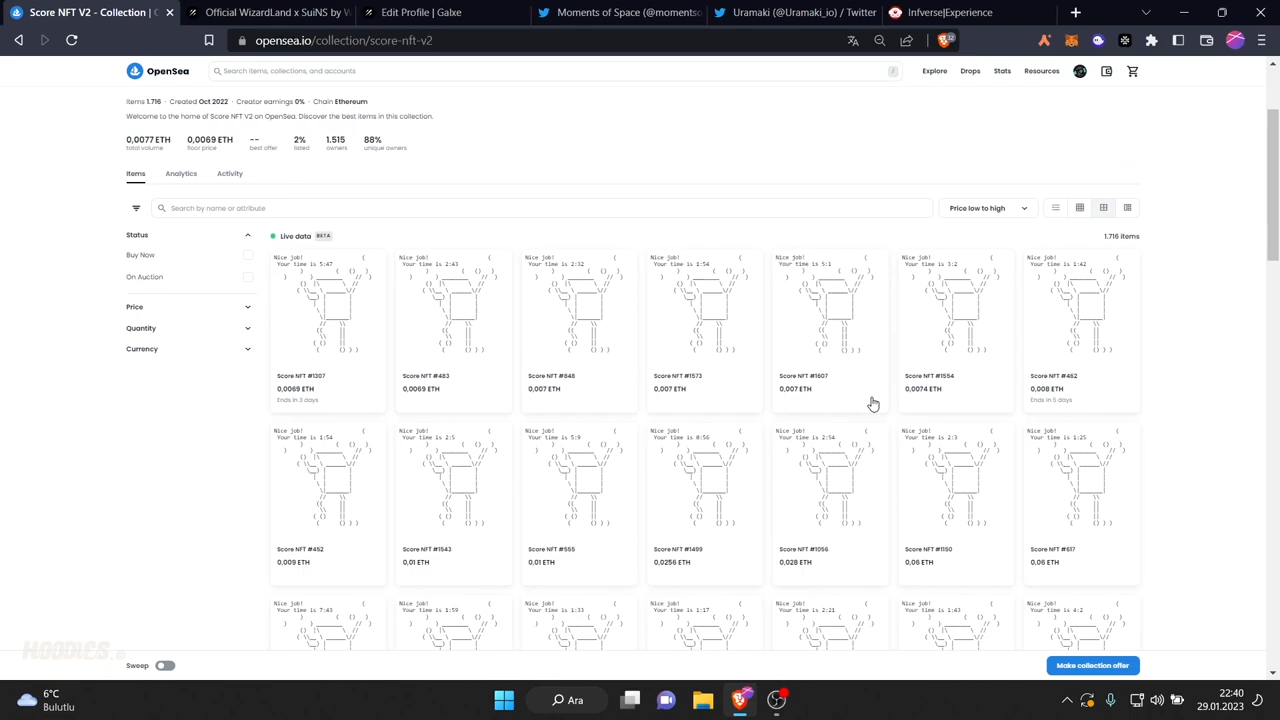 Score NFT V2 - Collection | OpenS
Score WzardDAO x SuiNS by W
Edit Profile | Galxe
Moments of Space (@momentso
Uramaki (@Uramaki_io) / Twitter
Internet Experience!
opensea.io/collection/score-nft-v2
32
OpenSea
Search items, collections, and accounts
/
Explore
Drops
Stats
Resources
Items 1.716 · Created Oct 2022 · Creator earnings 0% · Chain Ethereum
Welcome to the home of Score NFT V2 on OpenSea. Discover the best items in this collection.
0,0077 ETH
0,0069 ETH
--
2%
1.515
88%
total volume
floor price
best offer
listed
owners
unique owners
Items
Analytics
Activity
Search by name or attribute
Price low to high
Status
Live data
BETA
1.716 items
Buy Now
On Auction
Price
Quantity
Currency
Nice job!
Your time is 5:47
Score NFT #1307
0,0069 ETH
Ends in 3 days
Nice job!
Your time is 2:43
Score NFT #483
0,0069 ETH
Nice job!
Your time is 2:32
Score NFT #848
0,007 ETH
Nice job!
Your time is 1:54
Score NFT #1573
0,007 ETH
Nice job!
Your time is 5:1
Score NFT #1607
0,007 ETH
Nice job!
Your time is 3:2
Score NFT #1554
0,0074 ETH
Nice job!
Your time is 1:42
Score NFT #462
0,008 ETH
Ends in 5 days
Nice job!
Your time is 1:54
Score NFT #452
0,009 ETH
Nice job!
Your time is 2:5
Score NFT #1543
0,01 ETH
Nice job!
Your time is 5:9
Score NFT #555
0,01 ETH
Nice job!
Your time is 8:56
Score NFT #1499
0,0256 ETH
Nice job!
Your time is 2:54
Score NFT #1056
0,028 ETH
Nice job!
Your time is 2:3
Score NFT #1150
0,06 ETH
Nice job!
Your time is 1:25
Score NFT #617
0,06 ETH
Nice job!
Your time is 7:43
Nice job!
Your time is 1:59
Nice job!
Your time is 1:33
Nice job!
Your time is 1:17
Nice job!
Your time is 2:21
Nice job!
Your time is 1:43
Nice job!
Your time is 4:2
Sweep
Make collection offer
6°C
Bulutlu
Ara
22:40
29.01.2023